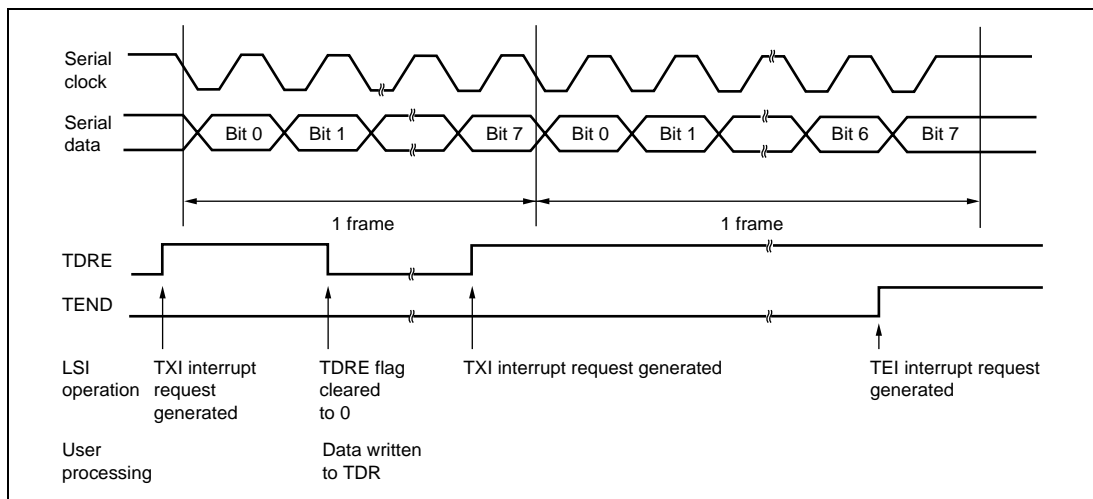 Serial
clock
Serial
data
Bit 0
Bit 1
Bit 7
Bit 0
Bit 1
Bit 6
Bit 7
1 frame
1 frame
TDRE
TEND
LSI
operation
TXI interrupt
request
generated
TDRE flag
cleared
to 0
TXI interrupt request generated
TEI interrupt request
generated
User
processing
Data written
to TDR